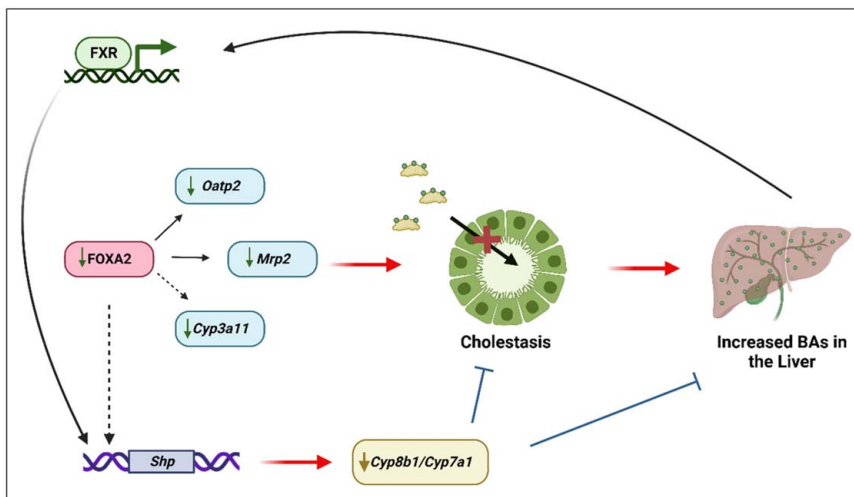 FXR
Oatp2
FOXA2
Mrp2
Cyp3a11
Cholestasis
Increased BAs in
the Liver
Shp
Cyp8b1/Cyp7a1